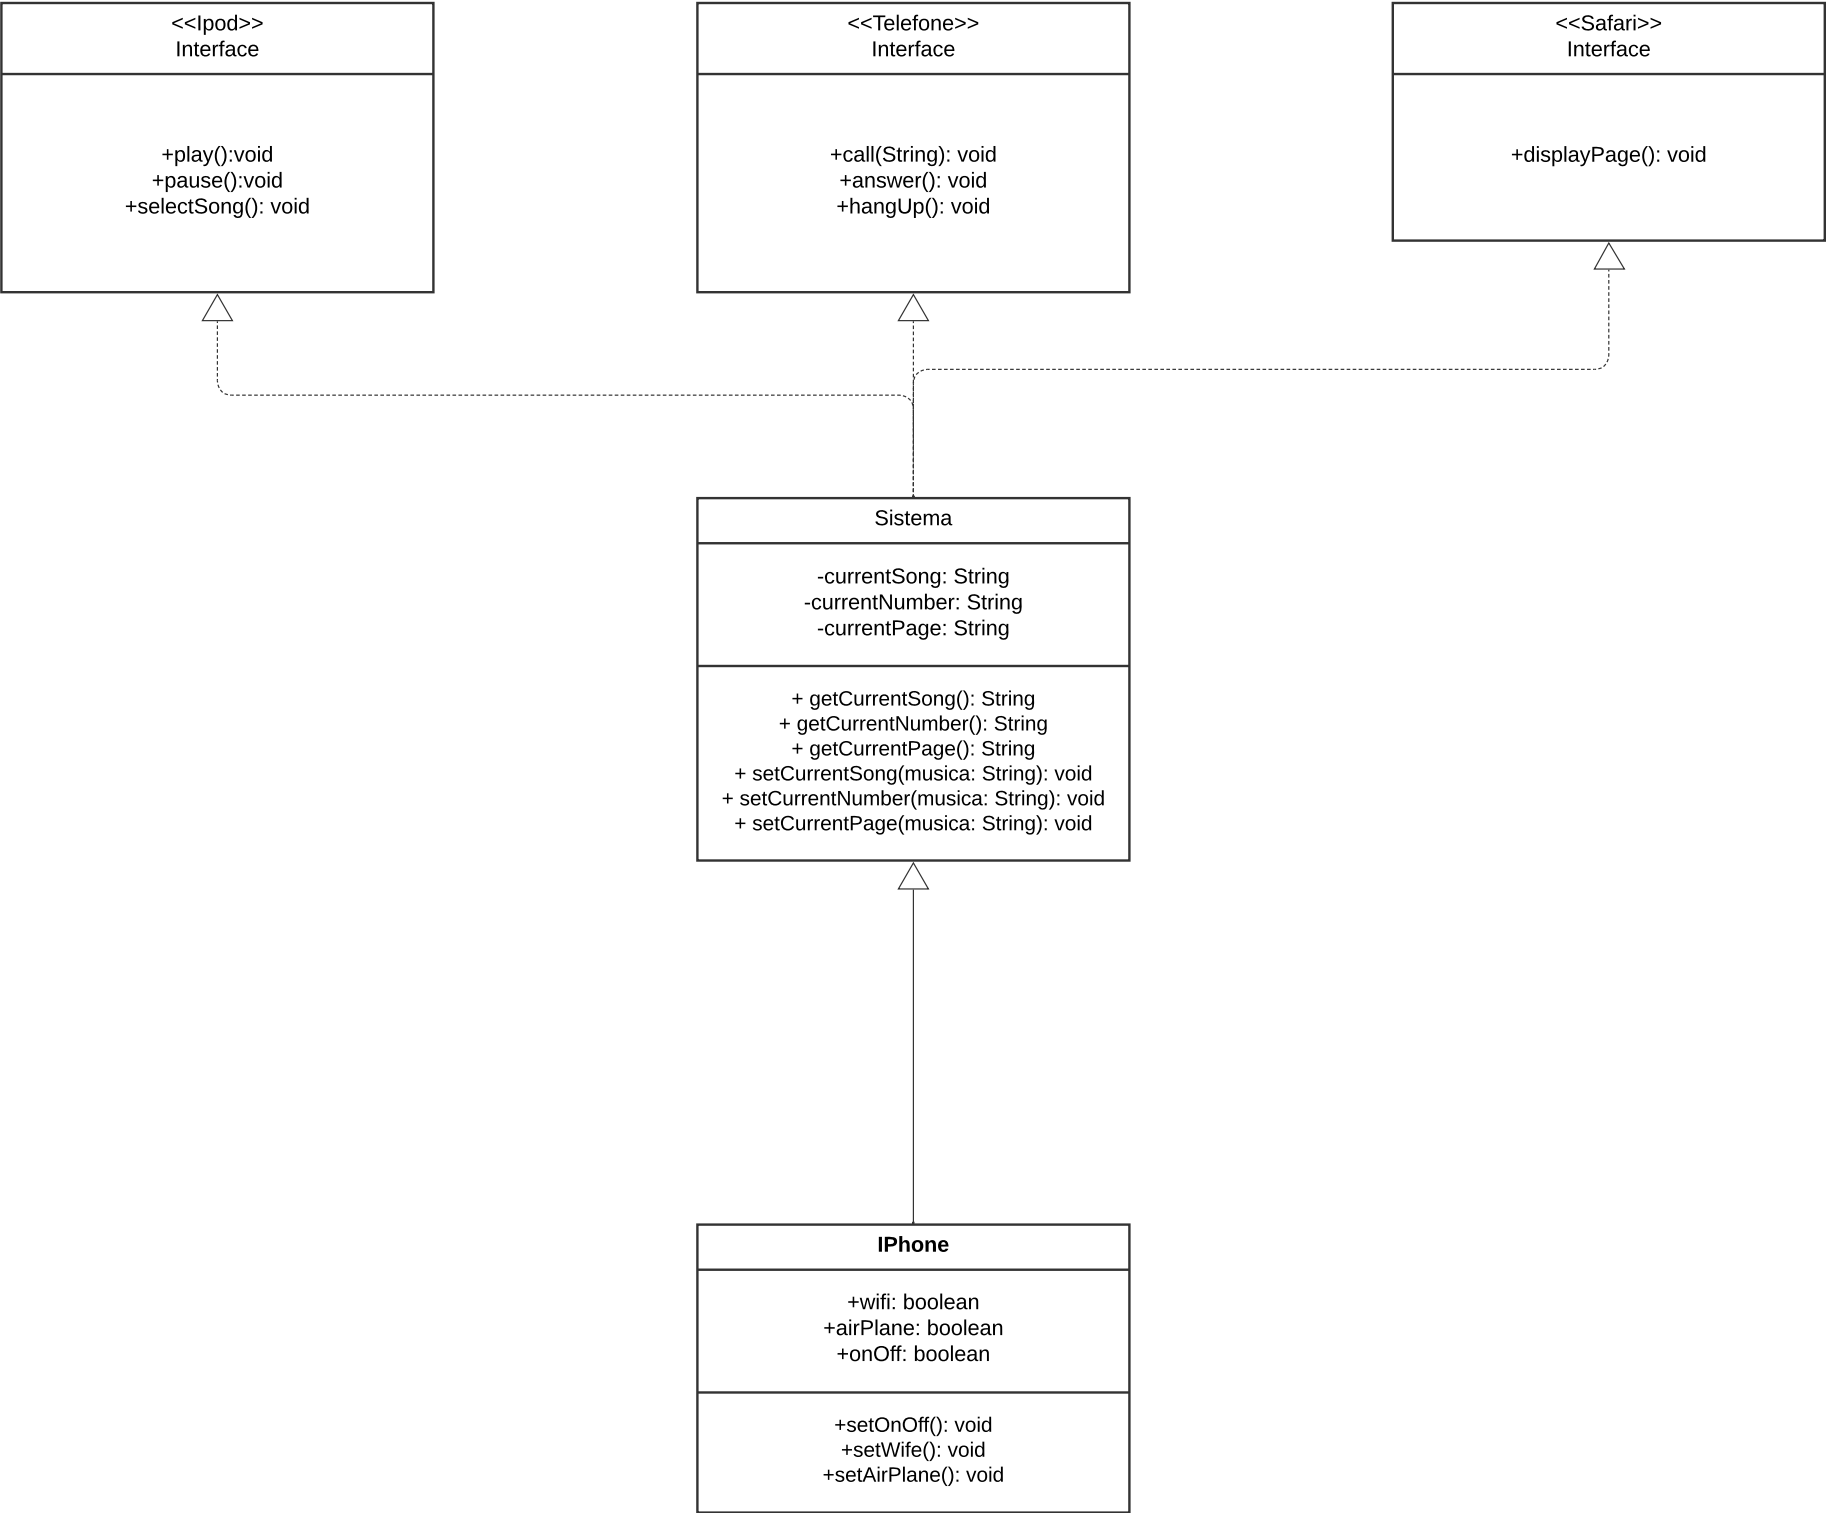 <<Ipod>>
Interface
+play():void
+pause():void
+selectSong(): void
<<Telefone>>
Interface
+call(String): void
+answer(): void
+hangUp(): void
<<Safari>>
Interface
+displayPage(): void
Sistema
-currentSong: String
-currentNumber: String
-currentPage: String
+ getCurrentSong(): String
+ getCurrentNumber(): String
+ getCurrentPage(): String
+ setCurrentSong(musica: String): void
+ setCurrentNumber(musica: String): void
+ setCurrentPage(musica: String): void
IPhone
+wifi: boolean
+airPlane: boolean
+onOff: boolean
+setOnOff(): void
+setWife(): void
+setAirPlane(): void